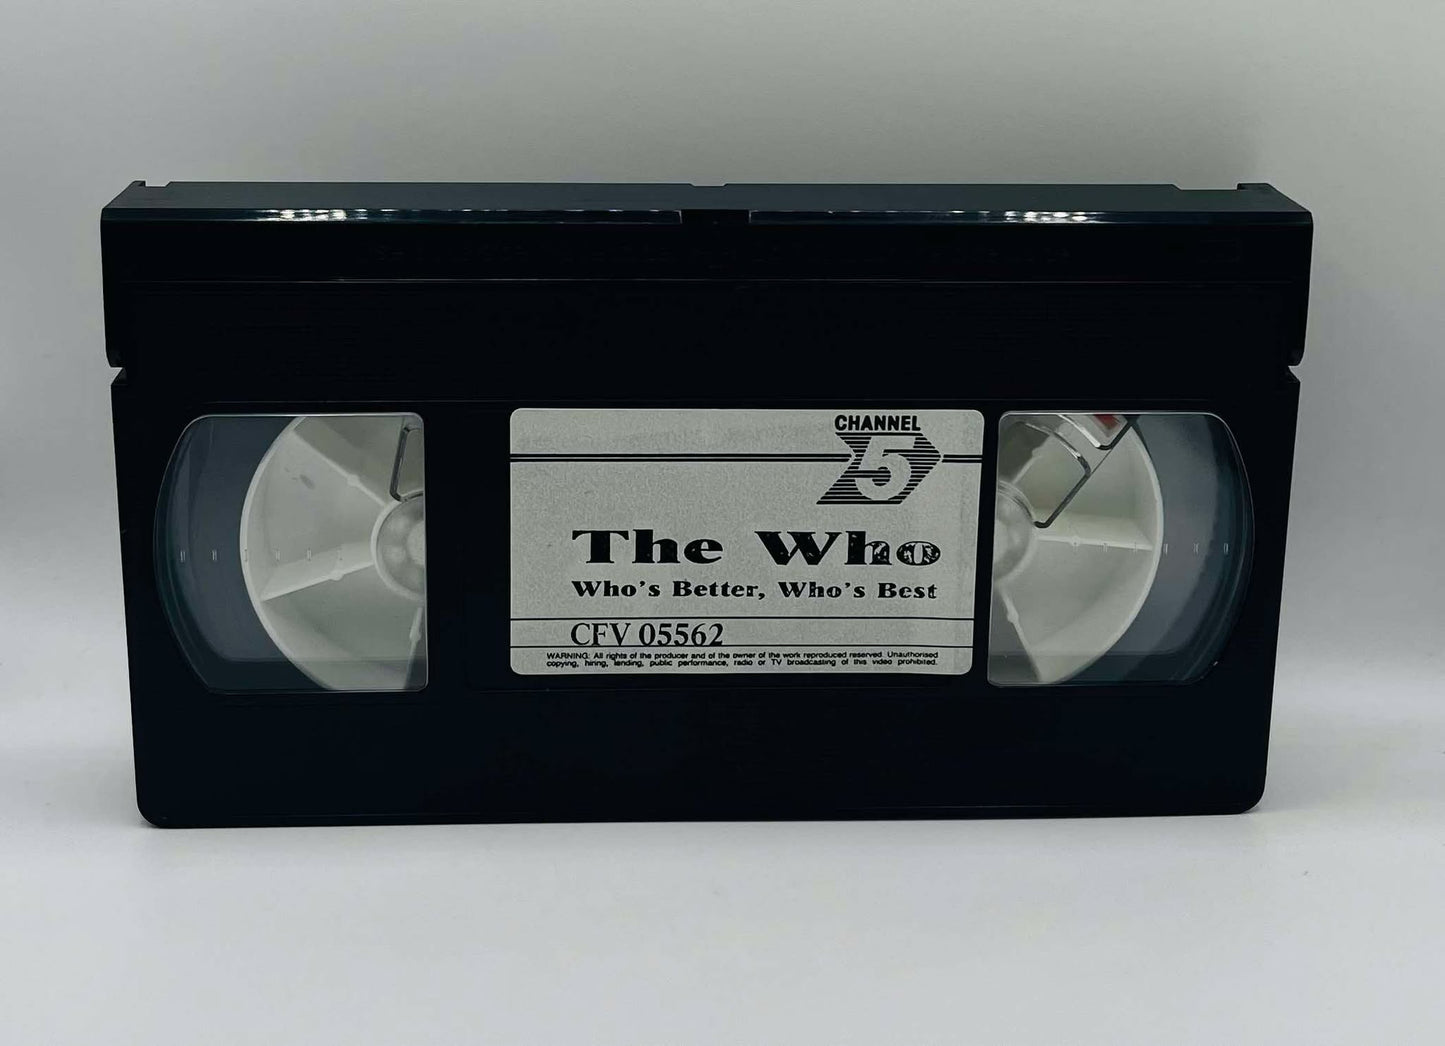 CHANNEL
5
The Who
Who's Better, Who's Best
CFV 05562
WARNING: All rights of the producer and of the owner of the work reproduced reserved. Unauthorised
copying, hiring, lending, public performance, radio or TV broadcasting of this video prohibited.